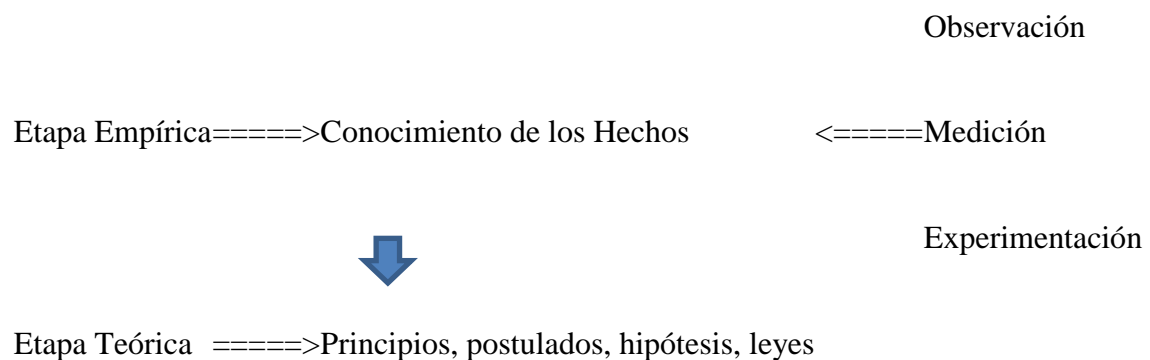 Observación
Etapa Empírica=====>Conocimiento de los Hechos <=====Medición
Experimentación
Etapa Teórica =====>Principios, postulados, hipótesis, leyes